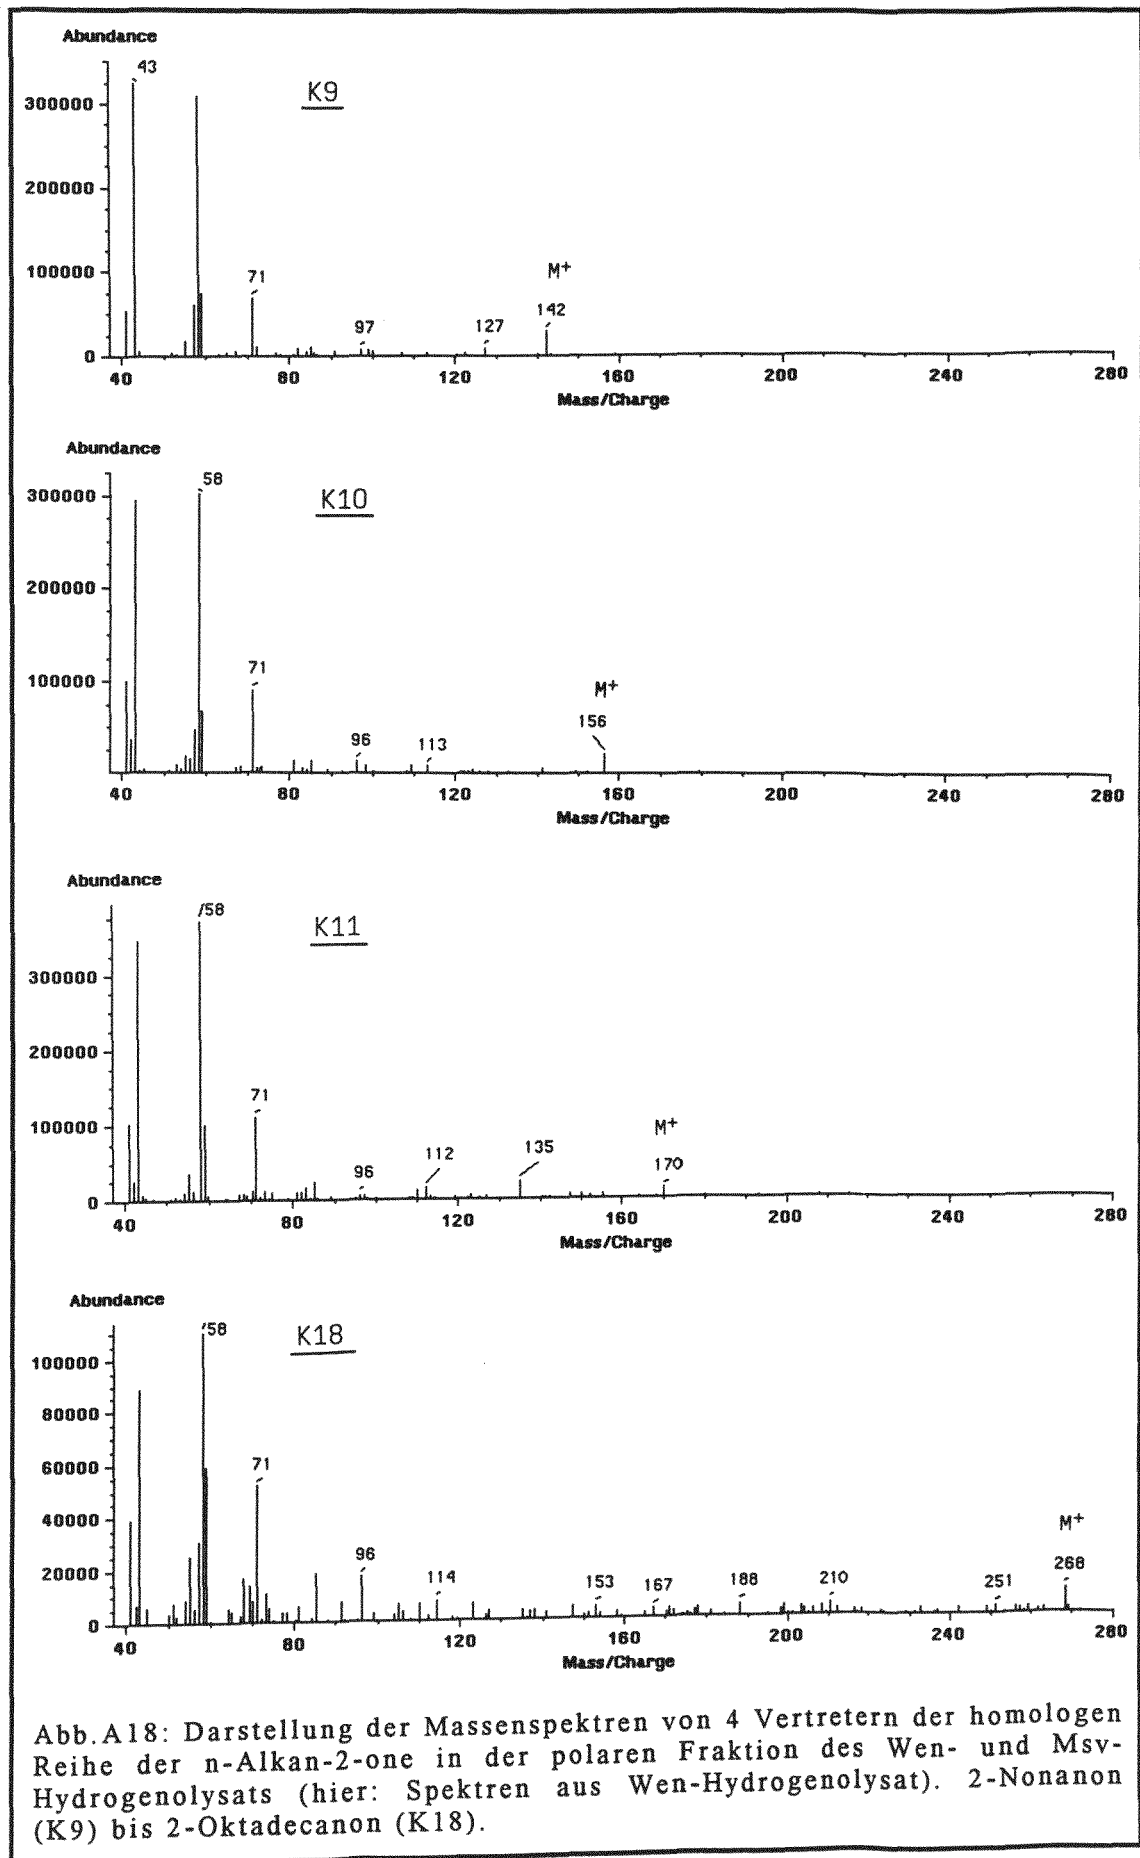 Abundance
43
K9
300000
200000
100000
71
M+
97
127
142
0
40 80 120 160 200 240 280
Mass/Charge
Abundance
58
K10
300000
200000
100000
71
M+
156
96
113
40 80 120 160 200 240 280
Mass/Charge
Abundance
58
K11
300000
200000
100000
71
M+
96
112
135
170
0
40 80 120 160 200 240 280
Mass/Charge
Abundance
58
K18
100000
80000
60000
40000
20000
0
71
M+
96
114
153
167
188
210
251
268
40 80 120 160 200 240 280
Mass/Charge
Abb.A18: Darstellung der Massenspektren von 4 Vertretern der homologen
Reihe der n-Alkan-2-one in der polaren Fraktion des Wen- und Msv-
Hydrogenolysats (hier: Spektren aus Wen-Hydrogenolysat). 2-Nonanon
(K9) bis 2-Oktadecanon (K18).